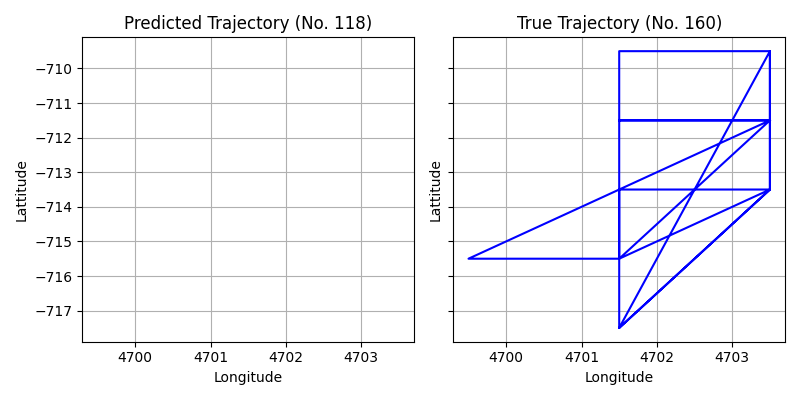 Predicted Trajectory (No. 118)
True Trajectory (No. 160)
−710
−711
−712
−713
−714
−715
−716
−717
Lattitude
Lattitude
4700 4701 4702 4703
4700 4701 4702 4703
Longitude
Longitude